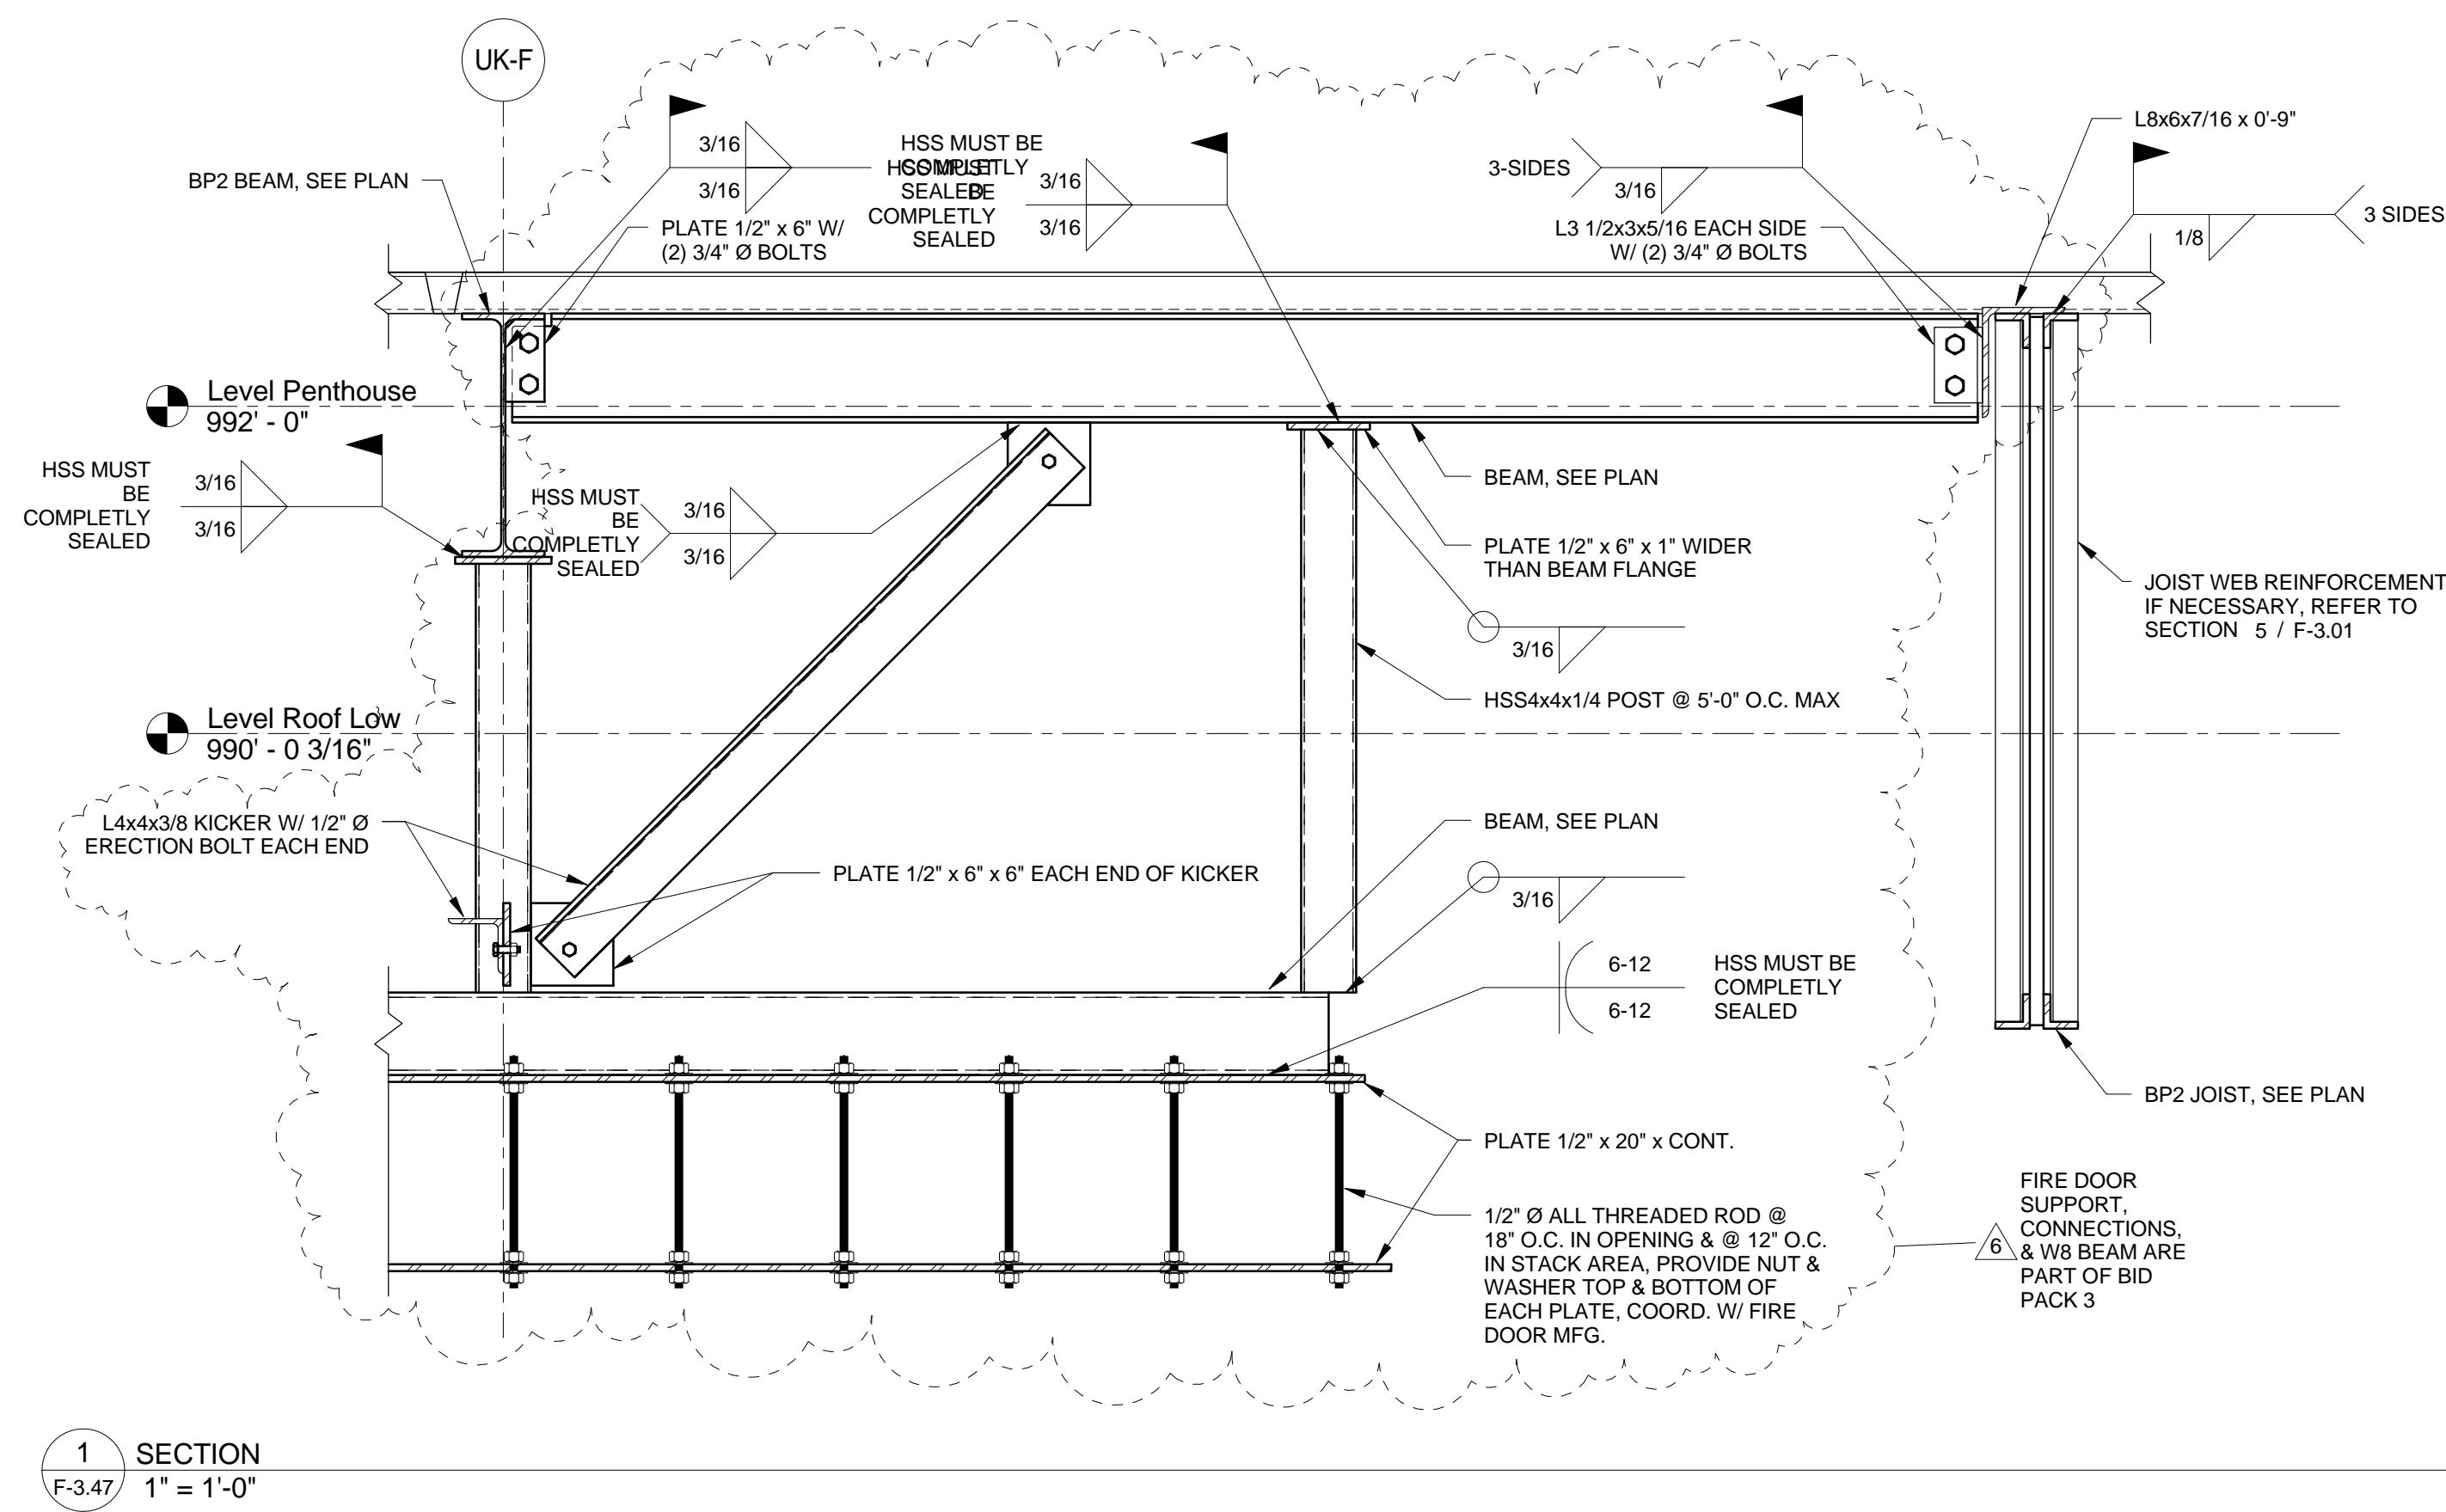 UK-F
BP2 BEAM, SEE PLAN
3/16
3/16
PLATE 1/2" x 6" W/
(2) 3/4" Ø BOLTS
HSS MUST BE
COMPLETLY
SEALED
HSS MUST
BE
COMPLETLY
SEALED
3/16
3/16
3-SIDES
3/16
L3 1/2x3x5/16 EACH SIDE
W/ (2) 3/4" Ø BOLTS
L8x6x7/16 x 0'-9"
1/8
3 SIDES
Level Penthouse
992' - 0"
HSS MUST
BE
COMPLETLY
SEALED
3/16
3/16
HSS MUST
BE
COMPLETLY
SEALED
3/16
3/16
BEAM, SEE PLAN
PLATE 1/2" x 6" x 1" WIDER
THAN BEAM FLANGE
3/16
JOIST WEB REINFORCEMENT
IF NECESSARY, REFER TO
SECTION 5 / F-3.01
HSS4x4x1/4 POST @ 5'-0" O.C. MAX
Level Roof Low
990' - 0 3/16"
L4x4x3/8 KICKER W/ 1/2" Ø
ERECTION BOLT EACH END
PLATE 1/2" x 6" x 6" EACH END OF KICKER
BEAM, SEE PLAN
3/16
6-12
6-12
HSS MUST BE
COMPLETLY
SEALED
BP2 JOIST, SEE PLAN
PLATE 1/2" x 20" x CONT.
1/2" Ø ALL THREADED ROD @
18" O.C. IN OPENING & @ 12" O.C.
IN STACK AREA, PROVIDE NUT &
WASHER TOP & BOTTOM OF
EACH PLATE, COORD. W/ FIRE
DOOR MFG.
6
FIRE DOOR
SUPPORT,
CONNECTIONS,
& W8 BEAM ARE
PART OF BID
PACK 3
1
F-3.47
SECTION
1" = 1'-0"